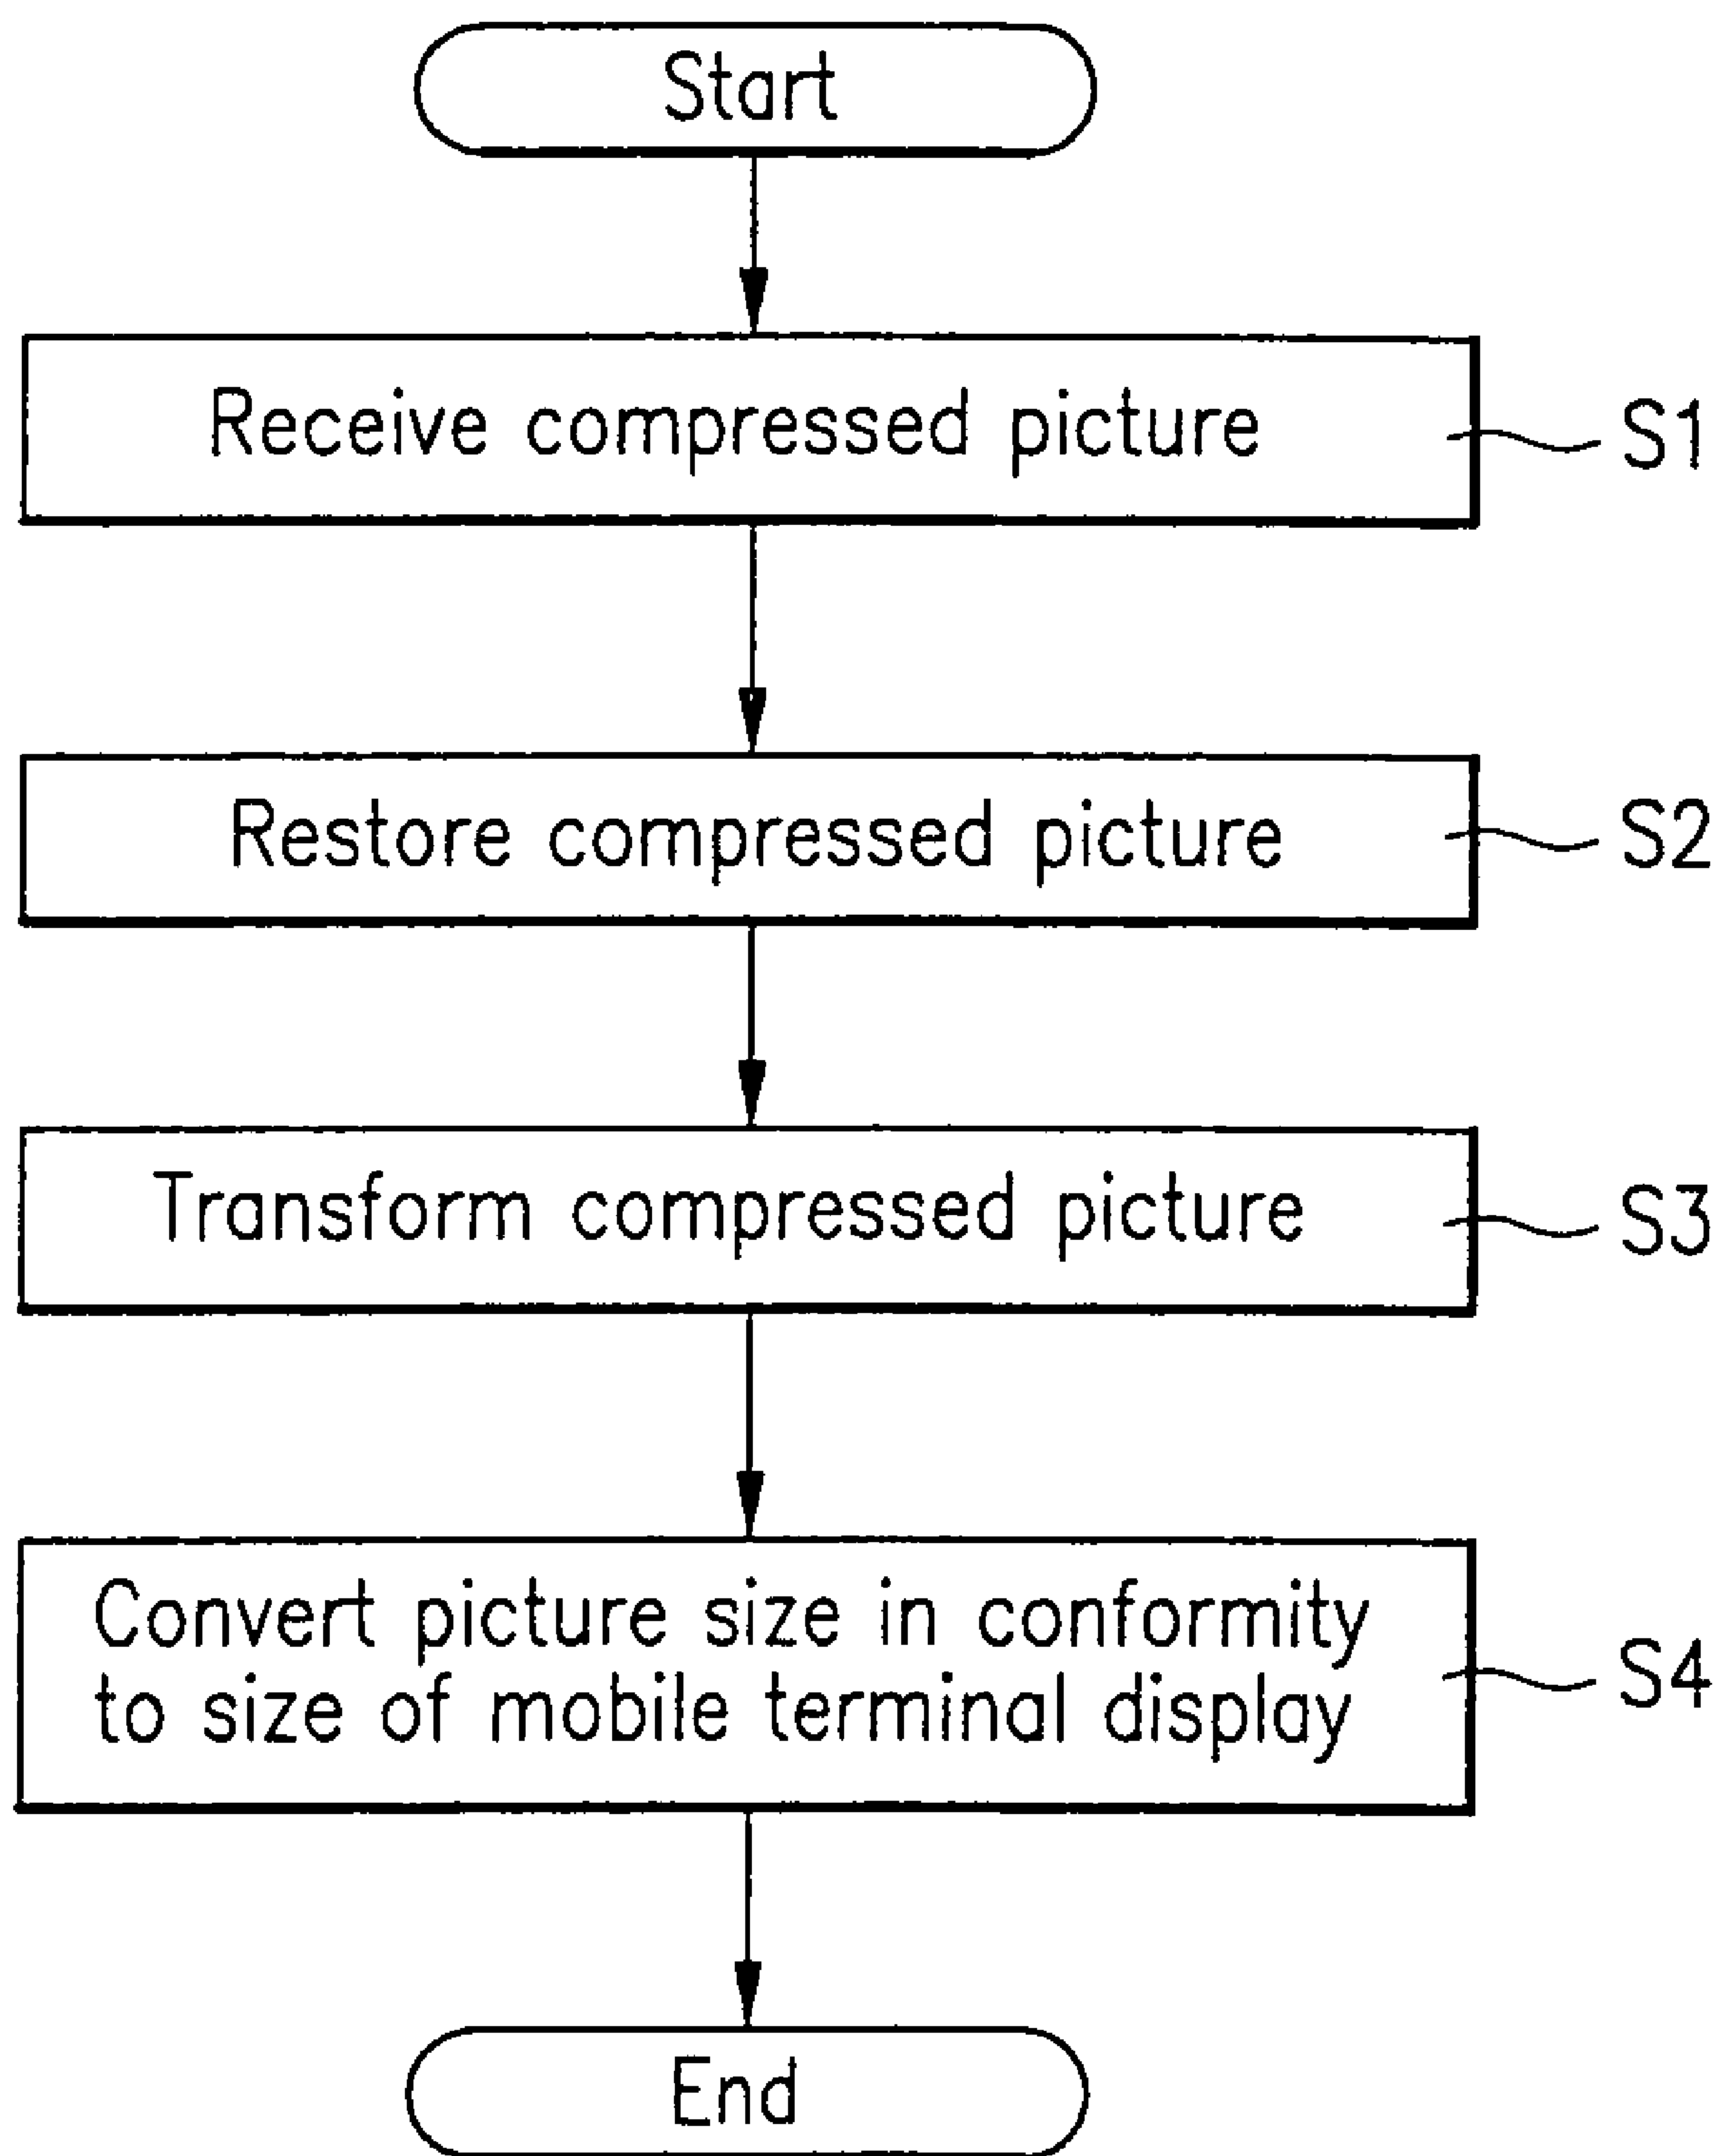 Start
Receive compressed picture
S1
Restore compressed picture
S2
Transform compressed picture
S3
Convert picture size in conformity
to size of mobile terminal display
S4
End